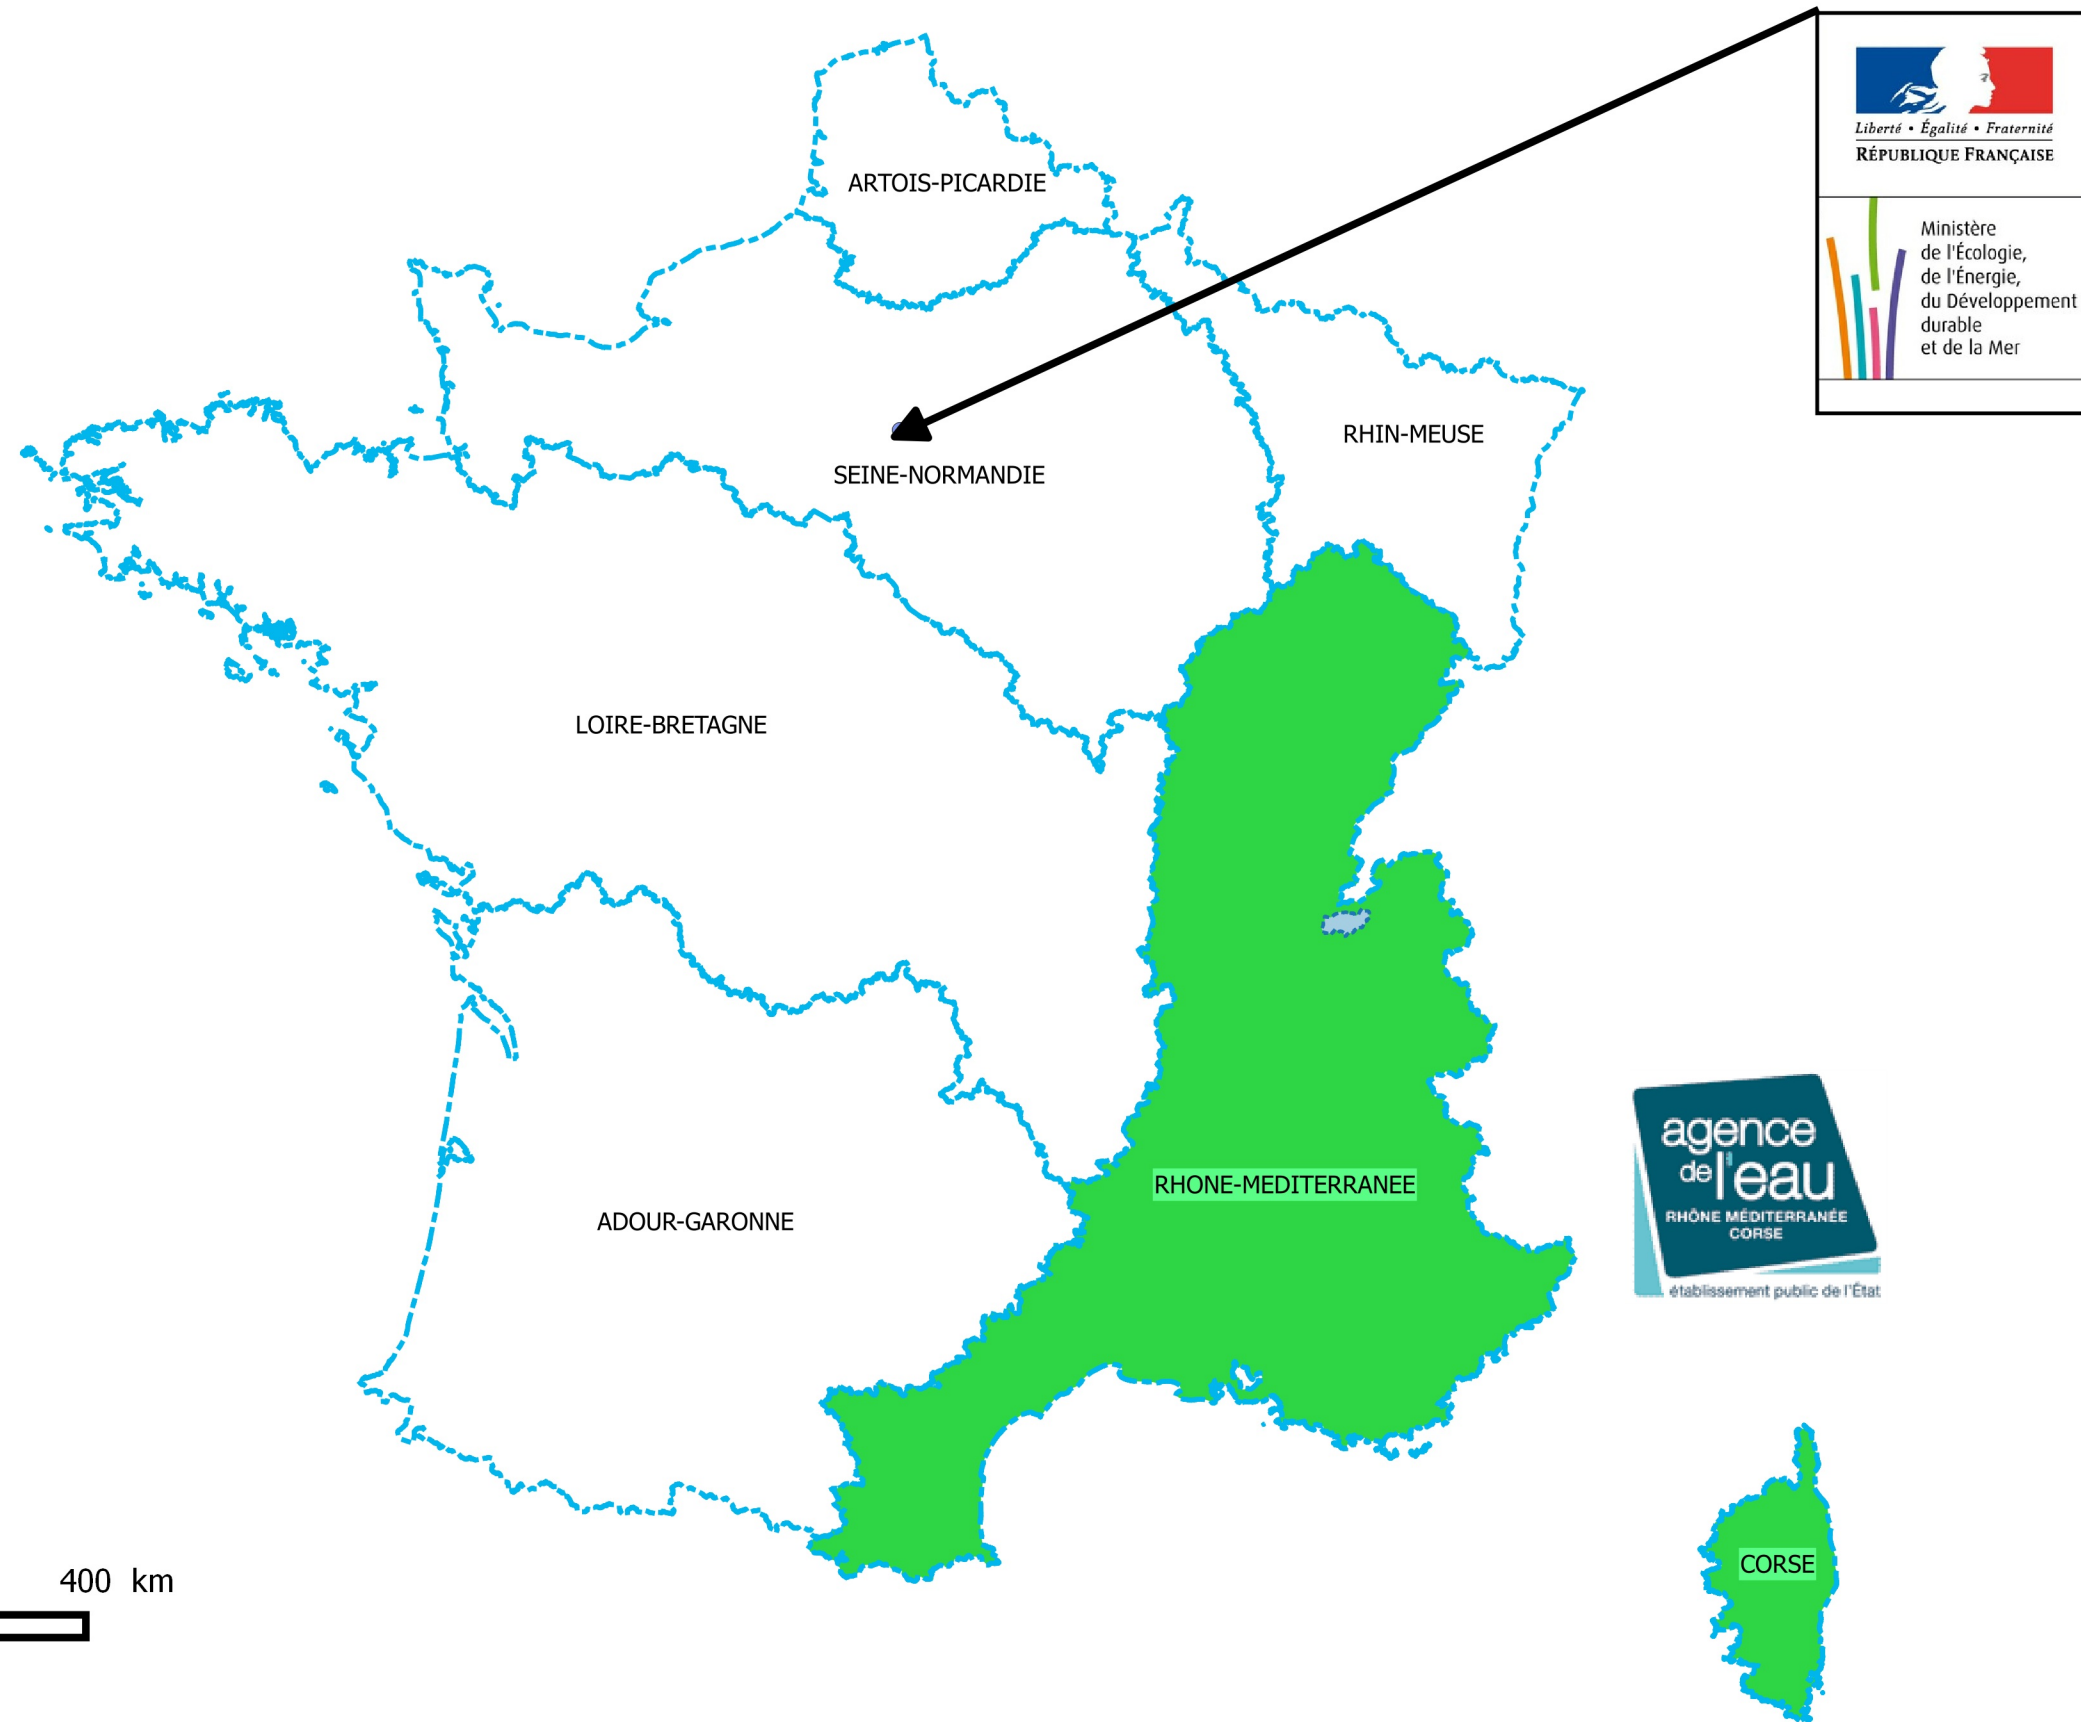 Liberté • Égalité • Fraternité
RÉPUBLIQUE FRANÇAISE
Ministère
de l'Écologie,
de l'Énergie,
du Développement
durable
et de la Mer
ARTOIS-PICARDIE
RHIN-MEUSE
SEINE-NORMANDIE
LOIRE-BRETAGNE
agence
de l'eau
RHÔNE MÉDITERRANÉE
CORSE
établissement public de l'État
RHONE-MEDITERRANEE
ADOUR-GARONNE
CORSE
400 km